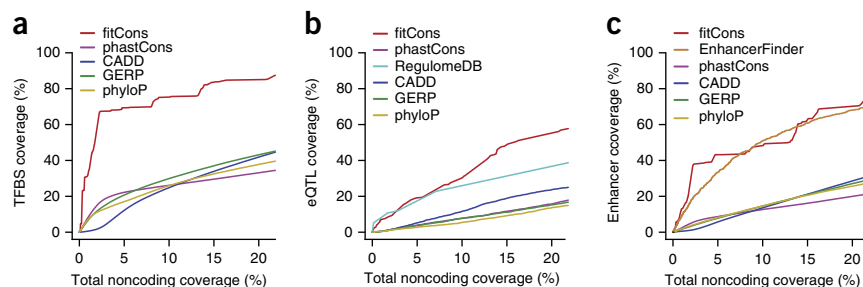 a
fitCons
phastCons
CADD
GERP
phyloP
TFBS coverage (%)
100
80
60
40
20
0
0 5 10 15 20
Total noncoding coverage (%)
b
fitCons
phastCons
RegulomeDB
CADD
GERP
phyloP
eQTL coverage (%)
100
80
60
40
20
0
0 5 10 15 20
Total noncoding coverage (%)
c
fitCons
EnhancerFinder
phastCons
CADD
GERP
phyloP
Enhancer ccoverage (%)
100
80
60
40
20
0
0 5 10 15 20
Total noncoding coverage (%)